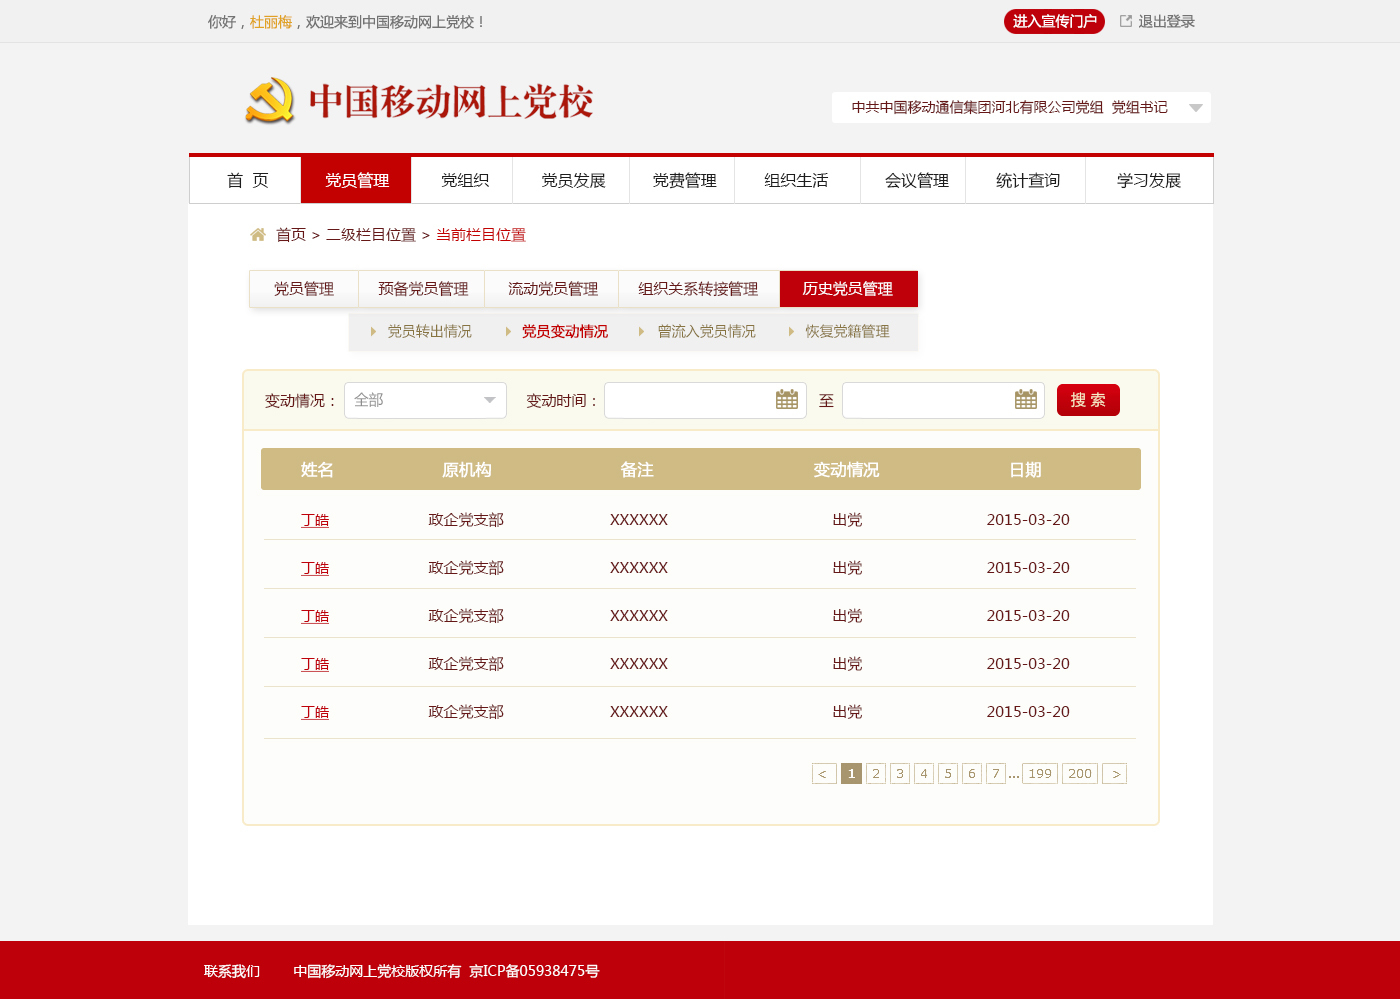 你好，杜丽梅，欢迎来到中国移动网上党校！
进入宣传门户 退出登录
中国移动网上党校
中共中国移动通信集团河北有限公司党组 党组书记
首 页 党员管理 党组织 党员发展 党费管理 组织生活 会议管理 统计查询 学习发展
首页 > 二级栏目位置 > 当前栏目位置
党员管理 预备党员管理 流动党员管理 组织关系转接管理 历史党员管理
党员转出情况 党员变动情况 曾流入党员情况 恢复党籍管理
变动情况： 全部 变动时间： 至 搜 索
姓名 原机构 备注 变动情况 日期
丁皓 政企党支部 XXXXXX 出党 2015-03-20
丁皓 政企党支部 XXXXXX 出党 2015-03-20
丁皓 政企党支部 XXXXXX 出党 2015-03-20
丁皓 政企党支部 XXXXXX 出党 2015-03-20
丁皓 政企党支部 XXXXXX 出党 2015-03-20
< 1 2 3 4 5 6 7 ... 199 200 >
联系我们 中国移动网上党校版权所有 京ICP备05938475号